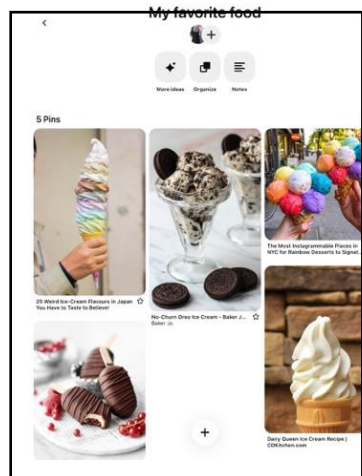 My favorite food
More ideas
Organize
Notes
5 Pins
25 Weird Ice-Cream Flavours in Japan
You Have to Taste to Believe!
No-Churn Oreo Ice Cream - Baker J...
Baker Jo
The Most Instagrammable Places in
NYC for Rainbow Desserts to Signat...
Dairy Queen Ice Cream Recipe |
CDKitchen.com